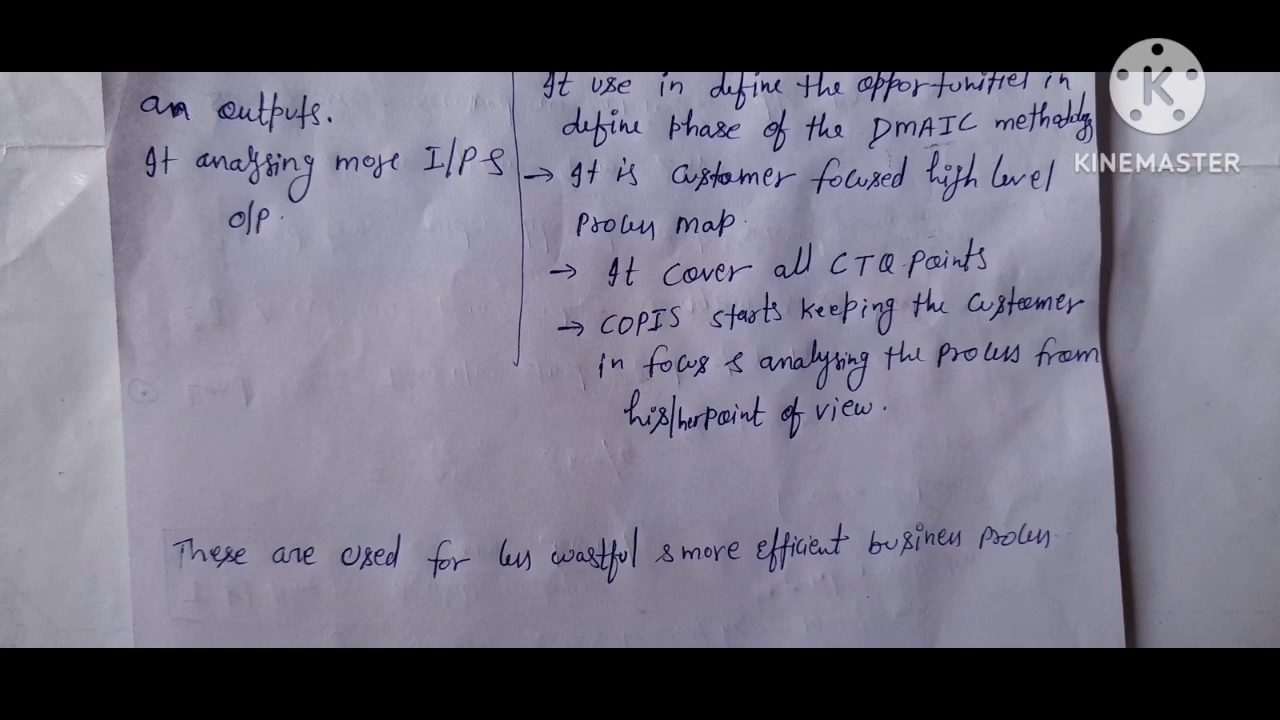 an outputs.
It analysing more I/P &
O/P.
It use in define the opportunities in
define phase of the DMAIC methodology
→ It is customer focused high level
process map.
→ It cover all CTQ points
→ COPIS starts keeping the customer
in focus & analysing the process from
his/her point of view.
These are used for less wastful & more efficient business process.
K
KINEMASTER